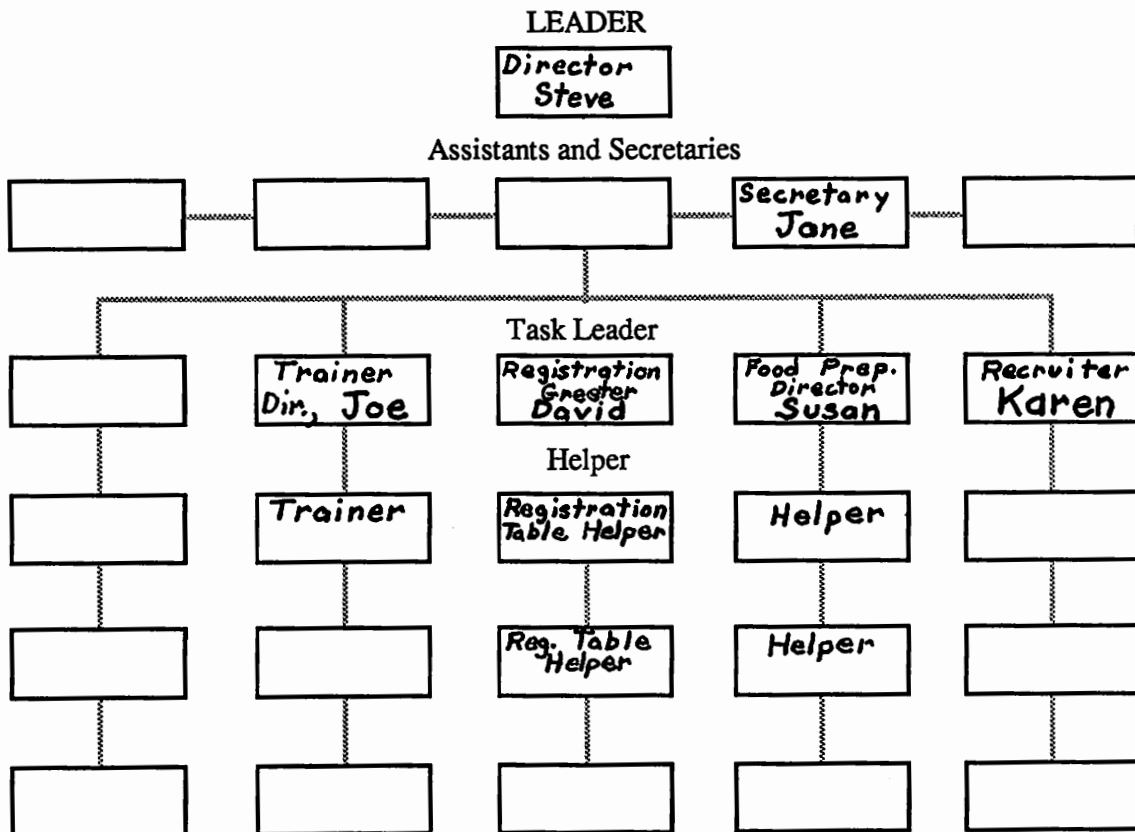 LEADER
Director
Steve
Assistants and Secretaries
Secretary
Jane
Task Leader
Trainer
Dir., Joe
Registration
Greeter
David
Food Prep.
Director
Susan
Recruiter
Karen
Helper
Trainer
Registration
Table Helper
Helper
Reg. Table
Helper
Helper